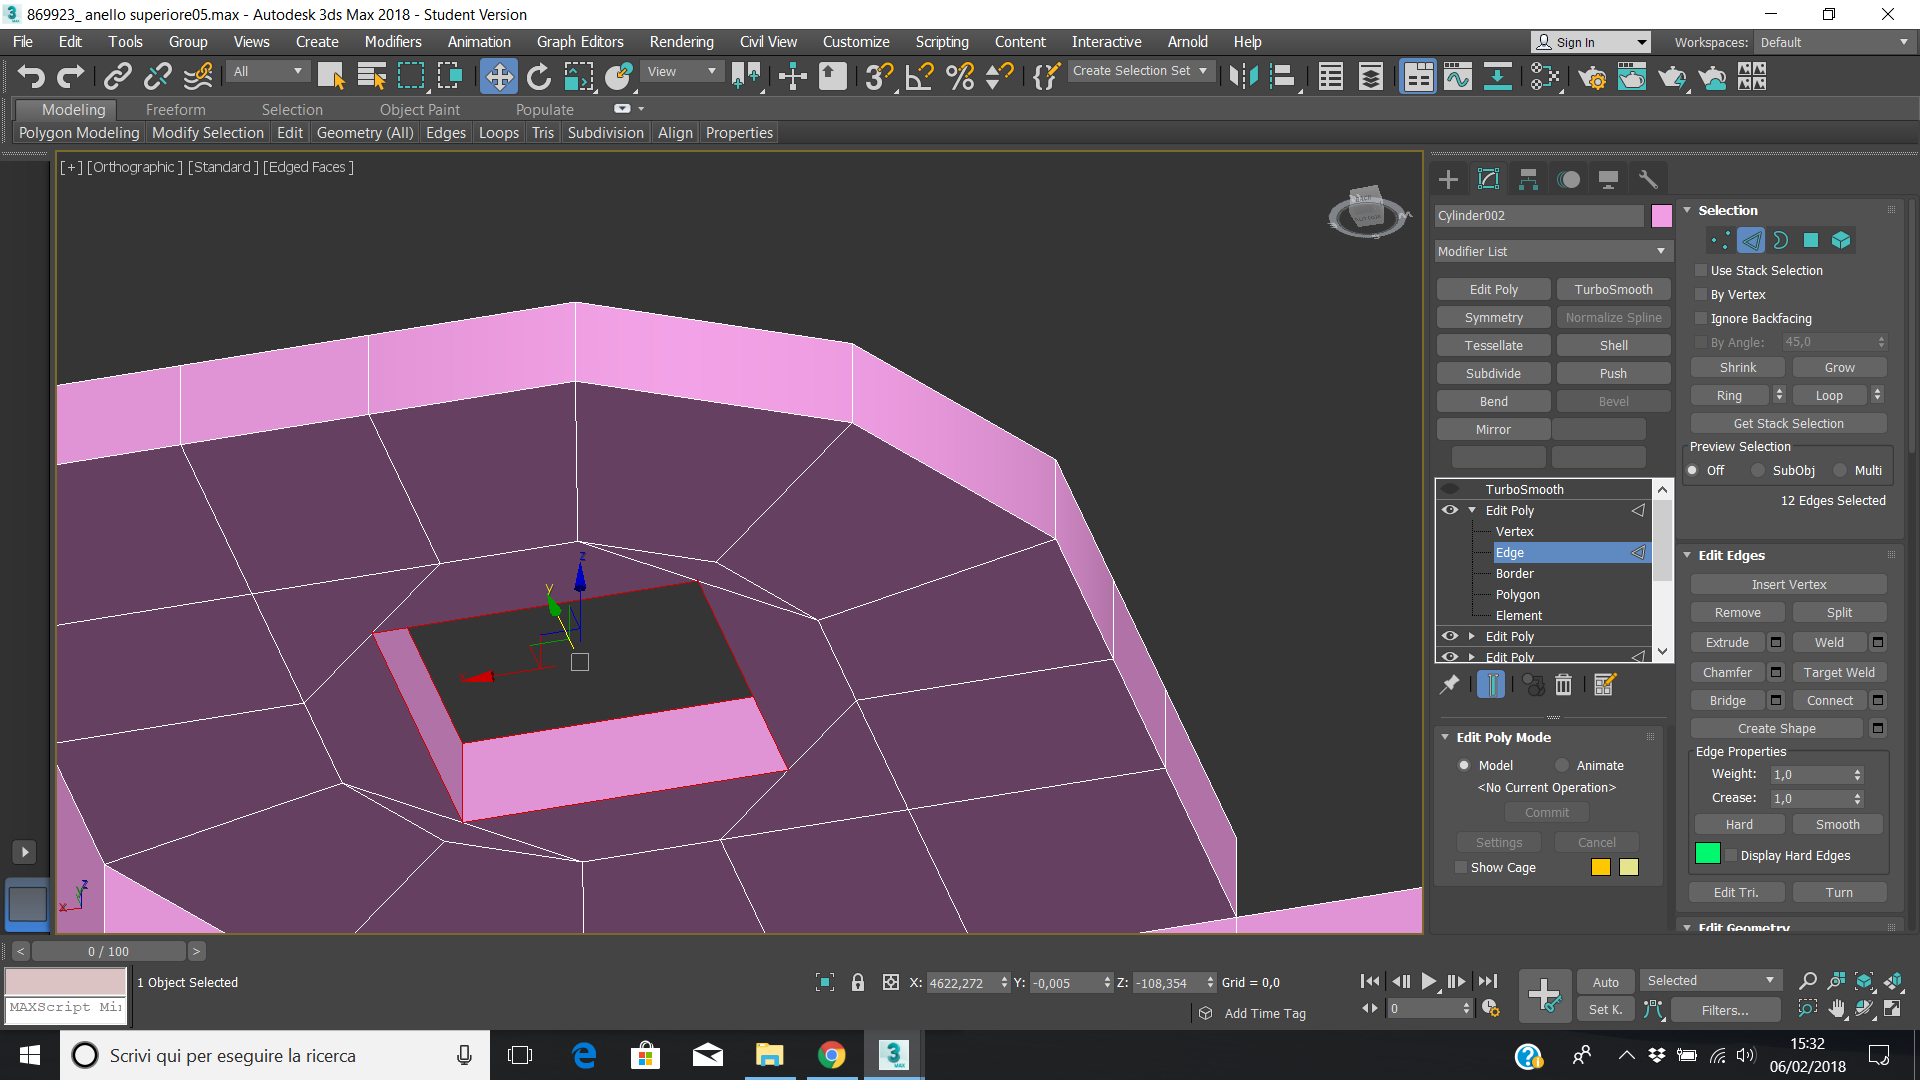 869923_ anello superiore05.max - Autodesk 3ds Max 2018 - Student Version
File Edit Tools Group Views Create Modifiers Animation Graph Editors Rendering Civil View Customize Scripting Content Interactive Arnold Help Sign In Workspaces: Default
All View Create Selection Set
Modeling Freeform Selection Object Paint Populate
Polygon Modeling Modify Selection Edit Geometry (All) Edges Loops Tris Subdivision Align Properties
[+] [Orthographic ] [Standard ] [Edged Faces ]
z
y
z
y
x
Cylinder002
Modifier List
Edit Poly TurboSmooth
Symmetry Normalize Spline
Tessellate Shell
Subdivide Push
Bend Bevel
Mirror
TurboSmooth
Edit Poly
Vertex
Edge
Border
Polygon
Element
Edit Poly
Edit Poly
Edit Poly Mode
Model Animate
<No Current Operation>
Commit
Settings Cancel
Show Cage
Selection
Use Stack Selection
By Vertex
Ignore Backfacing
By Angle: 45,0
Shrink Grow
Ring Loop
Get Stack Selection
Preview Selection
Off SubObj Multi
12 Edges Selected
Edit Edges
Insert Vertex
Remove Split
Extrude Weld
Chamfer Target Weld
Bridge Connect
Create Shape
Edge Properties
Weight: 1,0
Crease: 1,0
Hard Smooth
Display Hard Edges
Edit Tri. Turn
Edit Geometry
< 0 / 100 >
1 Object Selected
MAXScript Mi
X: 4622,272 Y: -0,005 Z: -108,354 Grid = 0,0
Add Time Tag
0
Auto Selected
Set K. Filters...
Scrivi qui per eseguire la ricerca
3
MAX
15:32
06/02/2018